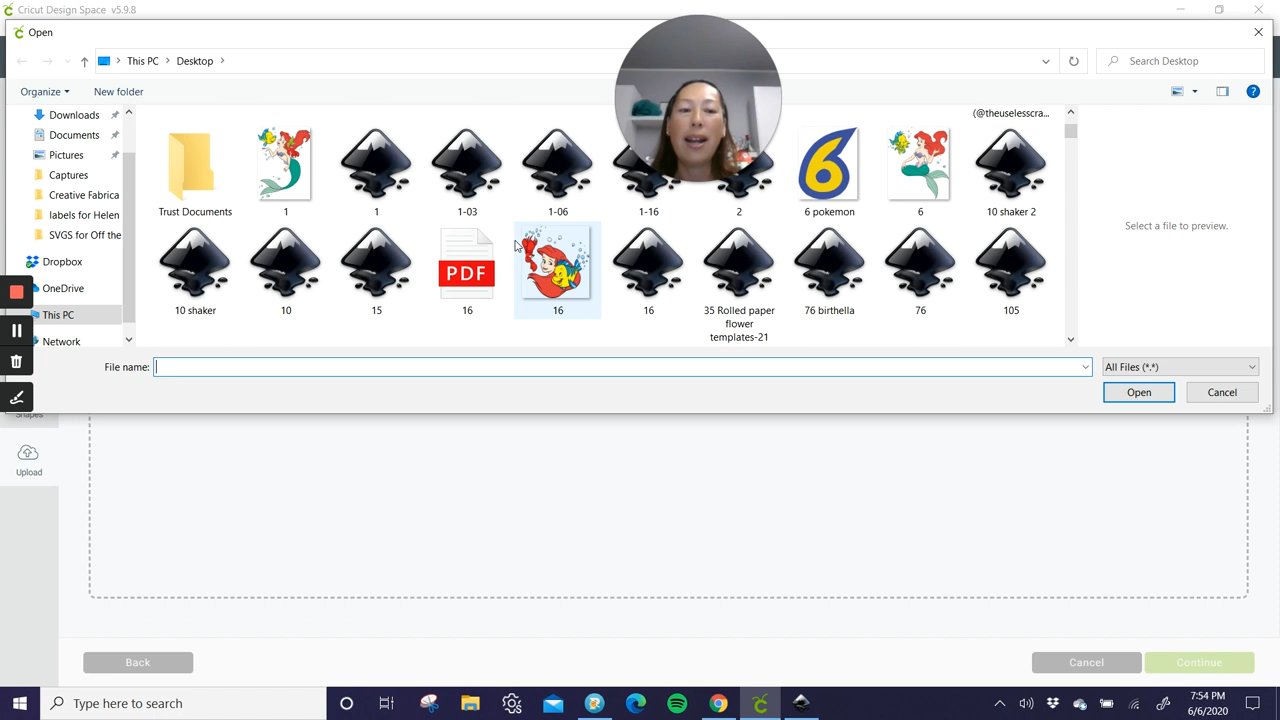 Cricut Design Space v5.9.8
Open
This PC
Desktop
Search Desktop
Organize
New folder
Downloads
Documents
Pictures
Captures
Creative Fabrica
labels for Helen
SVGS for Off the
Dropbox
OneDrive
This PC
Network
(@theuselesscra...
Trust Documents
1
1
1-03
1-06
1-16
2
6 pokemon
6
10 shaker 2
PDF
10 shaker
10
15
16
16
16
35 Rolled paper
flower
templates-21
76 birthella
76
105
Select a file to preview.
File name:
All Files (*.*)
Open
Cancel
Shapes
Upload
Back
Cancel
Continue
Type here to search
7:54 PM
6/6/2020